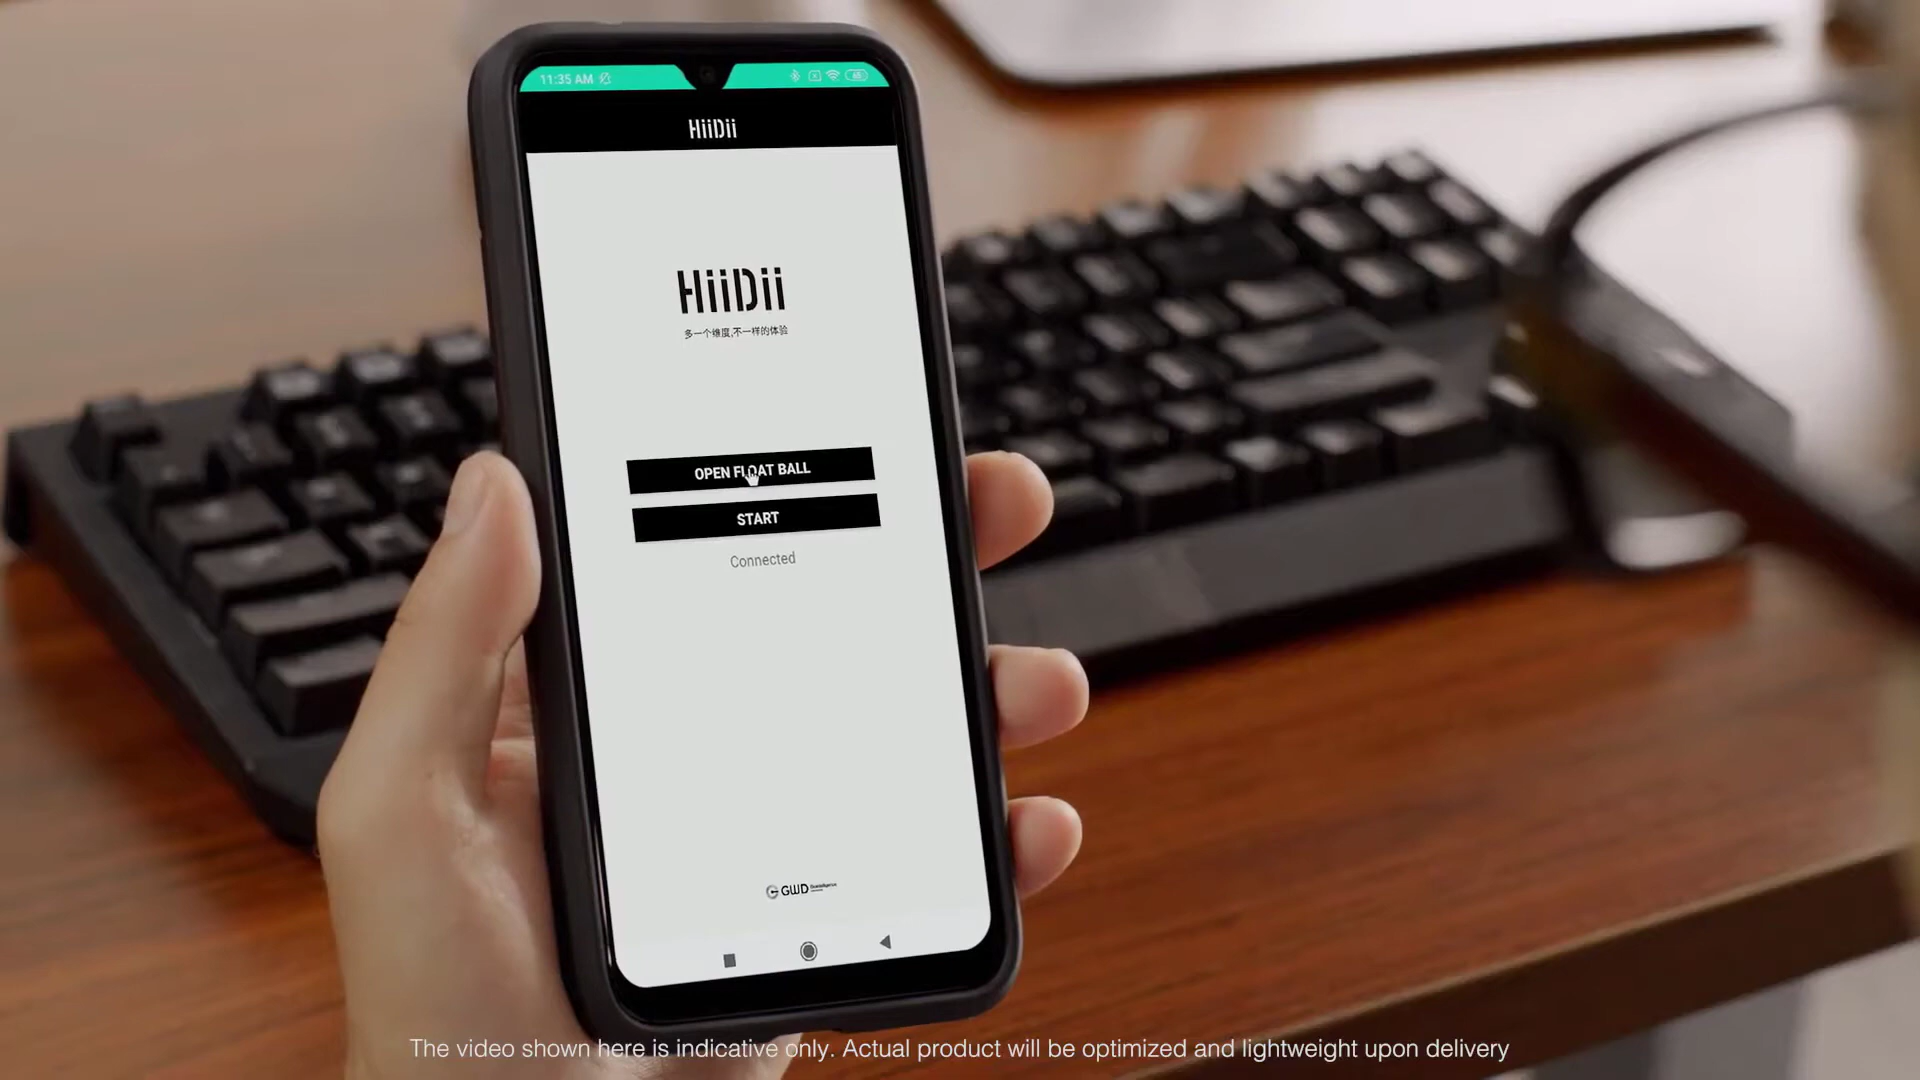 11:35 AM
HiiDii
HiiDii
多一个维度,不一样的体验
OPEN FLOAT BALL
START
Connected
GWD
The video shown here is indicative only. Actual product will be optimized and lightweight upon delivery